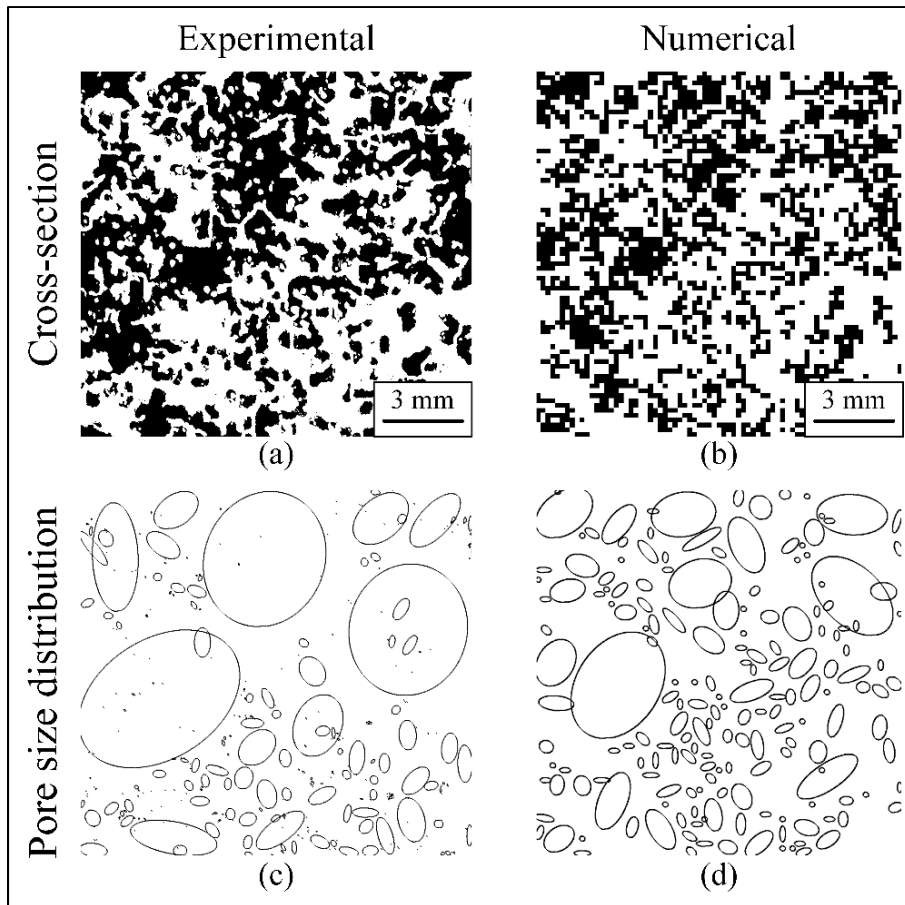 Experimental
Numerical
Cross-section
3 mm
3 mm
(a)
(b)
Pore size distribution
(c)
(d)